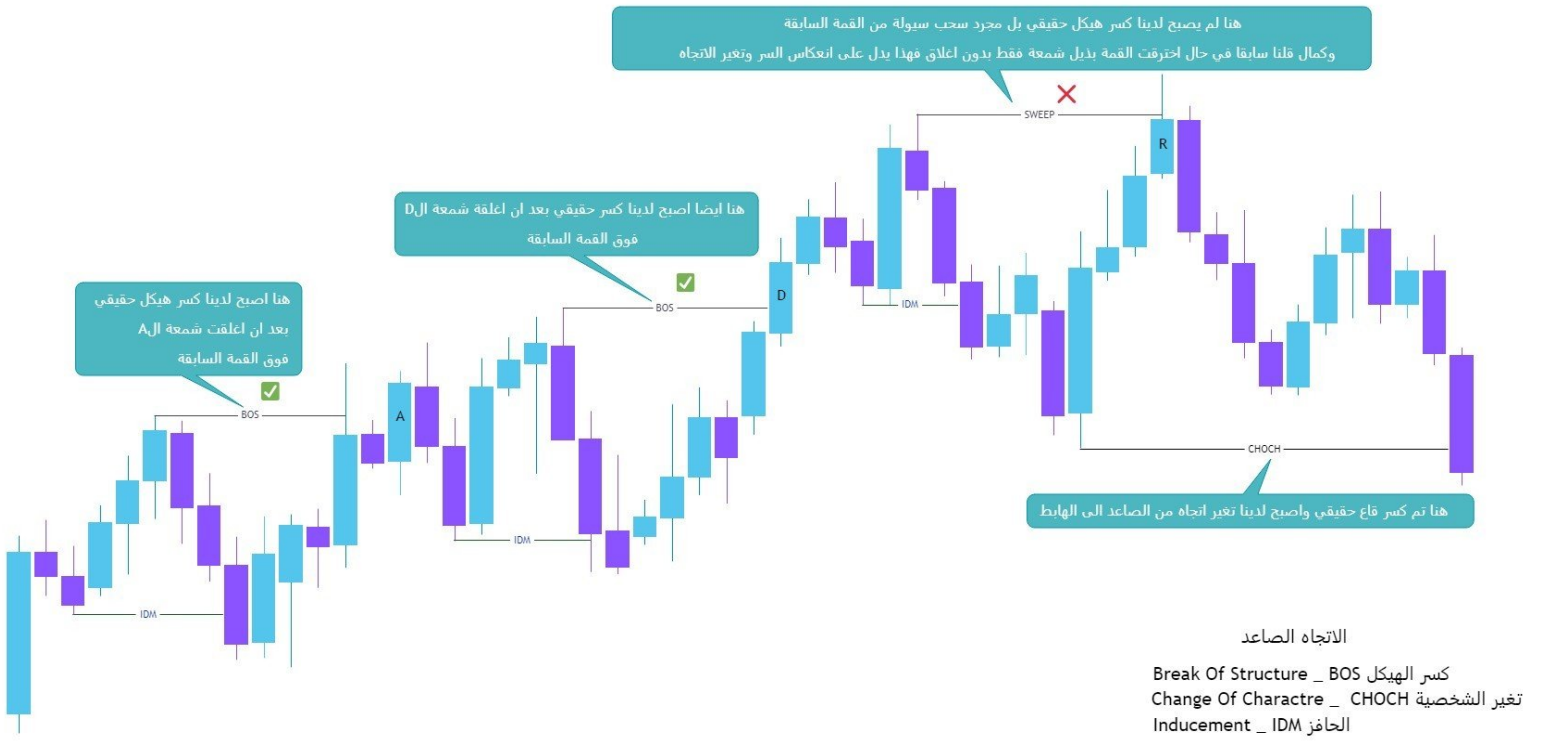 هنا لم يصبح لدينا كسر هيكل حقيقي بل مجرد سحب سيولة من القمة السابقة
وكمال قلنا سابقا في حال اخترقت القمة بذيل شمعة فقط بدون اغلاق فهذا يدل على انعكاس السر وتغير الاتجاه
SWEEP
R
هنا ايضا اصبح لدينا كسر حقيقي بعد ان اغلقة شمعة الD
فوق القمة السابقة
BOS
D
IDM
هنا اصبح لدينا كسر هيكل حقيقي
بعد ان اغلقت شمعة الA
فوق القمة السابقة
BOS
A
IDM
IDM
CHOCH
هنا تم كسر قاع حقيقي واصبح لدينا تغير اتجاه من الصاعد الى الهابط
الاتجاه الصاعد
كسر الهيكل Break Of Structure _ BOS
تغير الشخصية Change Of Charactre _ CHOCH
الحافز Inducement _ IDM